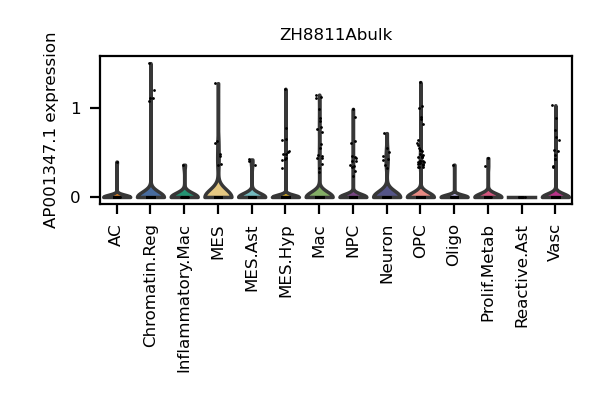 ZH8811Abulk
AP001347.1 expression
1
0
AC
Chromatin.Reg
Inflammatory.Mac
MES
MES.Ast
MES.Hyp
Mac
NPC
Neuron
OPC
Oligo
Prolif.Metab
Reactive.Ast
Vasc